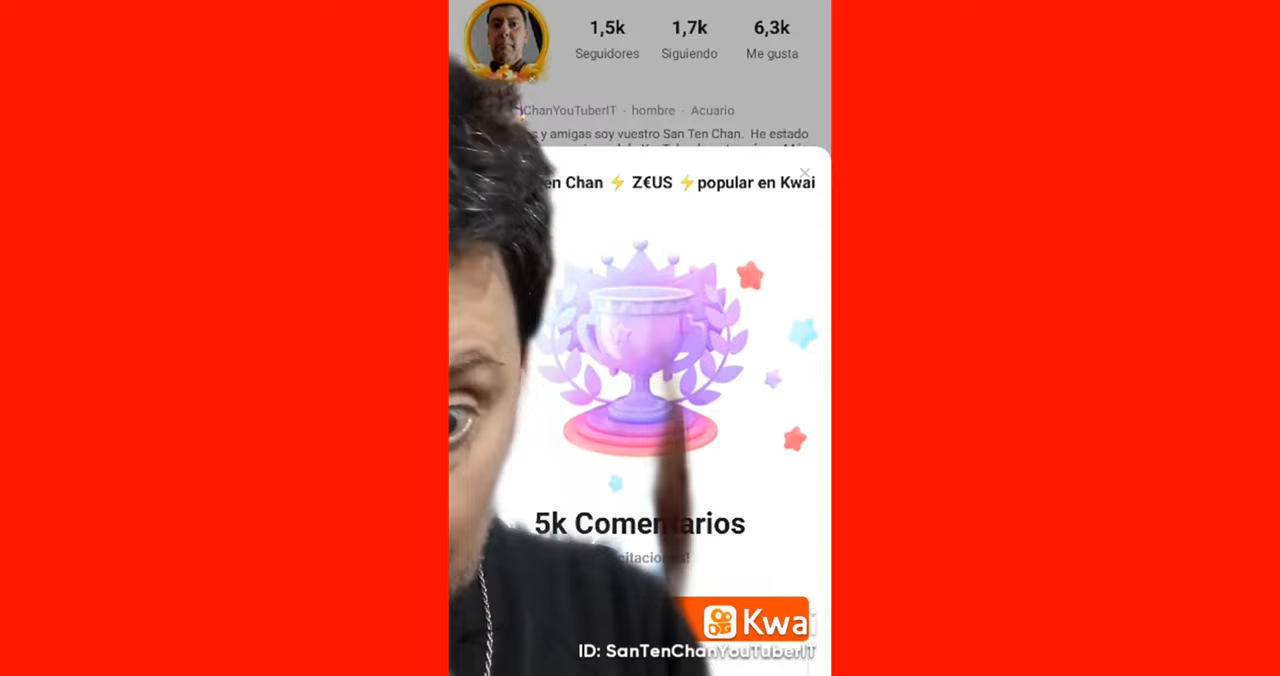 1,5k 1,7k 6,3k
Seguidores Siguiendo Me gusta
ChanYouTuberIT · hombre · Acuario
y amigas soy vuestro San Ten Chan. He estado
en Chan ⚡ Z€US ⚡popular en Kwai
5k Comentarios
Kwai
ID: SanTenChanYouTuberIT